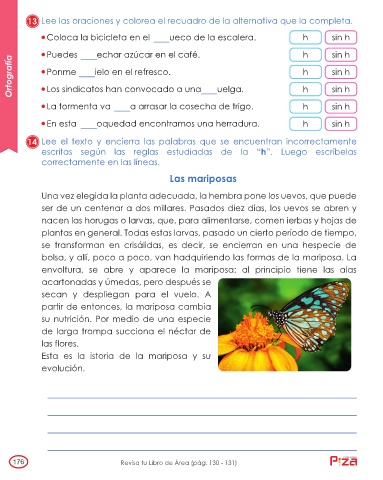 13 Lee las oraciones y colorea el recuadro de la alternativa que la completa.
• Coloca la bicicleta en el ____ueco de la escalera. h sin h
• Puedes ____echar azúcar en el café. h sin h
• Ponme ____ielo en el refresco. h sin h
• Los sindicatos han convocado a una____uelga. h sin h
• La tormenta va ____a arrasar la cosecha de trigo. h sin h
• En esta ____oquedad encontramos una herradura. h sin h
Ortografía
14 Lee el texto y encierra las palabras que se encuentran incorrectamente
escritas según las reglas estudiadas de la "h". Luego escríbelas
correctamente en las líneas.
Las mariposas
Una vez elegida la planta adecuada, la hembra pone los uevos, que puede
ser de un centenar a dos millares. Pasados diez días, los uevos se abren y
nacen las horugas o larvas, que, para alimentarse, comen ierbas y hojas de
plantas en general. Todas estas larvas, pasado un cierto período de tiempo,
se transforman en crisálidas, es decir, se encierran en una hespecie de
bolsa, y allí, poco a poco, van hadquiriendo las formas de la mariposa. La
envoltura, se abre y aparece la mariposa: al principio tiene las alas
acartonadas y úmedas, pero después se
secan y despliegan para el vuelo. A
partir de entonces, la mariposa cambia
su nutrición. Por medio de una especie
de larga trompa succiona el néctar de
las flores.
Esta es la istoria de la mariposa y su
evolución.
176
Revisa tu Libro de Área (pág. 130 - 131)